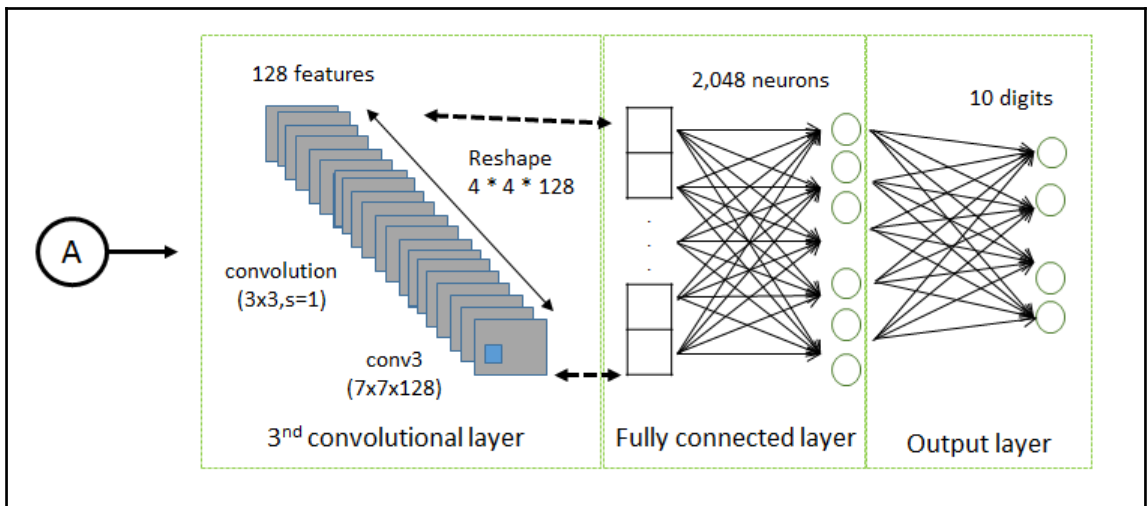 A
128 features
Reshape
4 * 4 * 128
convolution
(3x3,s=1)
conv3
(7x7x128)
3nd convolutional layer
2,048 neurons
Fully connected layer
10 digits
Output layer